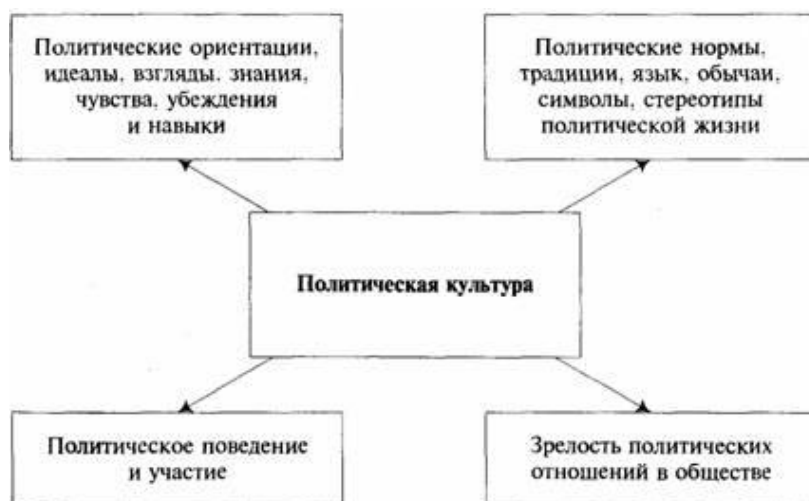 Политические ориентации,
идеалы, взгляды, знания,
чувства, убеждения
и навыки
Политические нормы,
традиции, язык, обычаи,
символы, стереотипы
политической жизни
Политическая культура
Политическое поведение
и участие
Зрелость политических
отношений в обществе